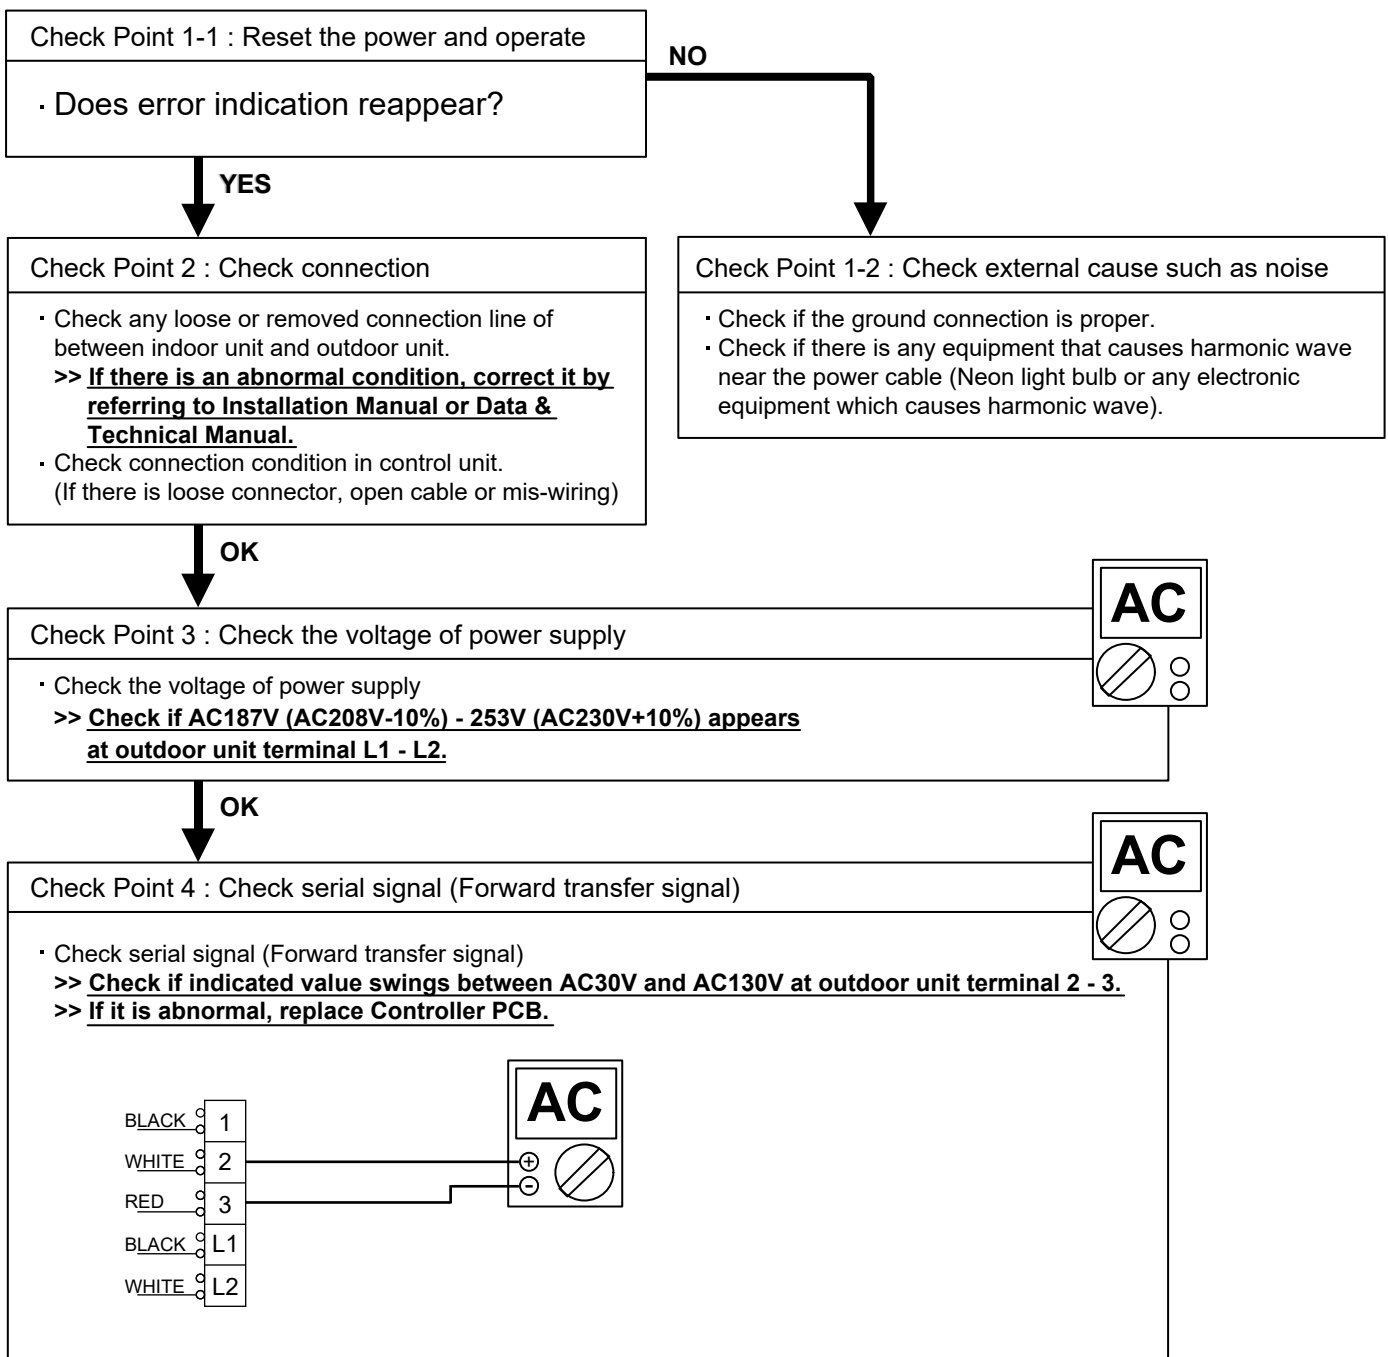 Check Point 1-1 : Reset the power and operate
· Does error indication reappear?
NO
YES
Check Point 2 : Check connection
· Check any loose or removed connection line of
between indoor unit and outdoor unit.
>> If there is an abnormal condition, correct it by
referring to Installation Manual or Data &
Technical Manual.
· Check connection condition in control unit.
(If there is loose connector, open cable or mis-wiring)
Check Point 1-2 : Check external cause such as noise
· Check if the ground connection is proper.
· Check if there is any equipment that causes harmonic wave
near the power cable (Neon light bulb or any electronic
equipment which causes harmonic wave).
OK
AC
Check Point 3 : Check the voltage of power supply
· Check the voltage of power supply
>> Check if AC187V (AC208V-10%) - 253V (AC230V+10%) appears
at outdoor unit terminal L1 - L2.
OK
AC
Check Point 4 : Check serial signal (Forward transfer signal)
· Check serial signal (Forward transfer signal)
>> Check if indicated value swings between AC30V and AC130V at outdoor unit terminal 2 - 3.
>> If it is abnormal, replace Controller PCB.
AC
BLACK 1
WHITE 2 +
RED 3 -
BLACK L1
WHITE L2